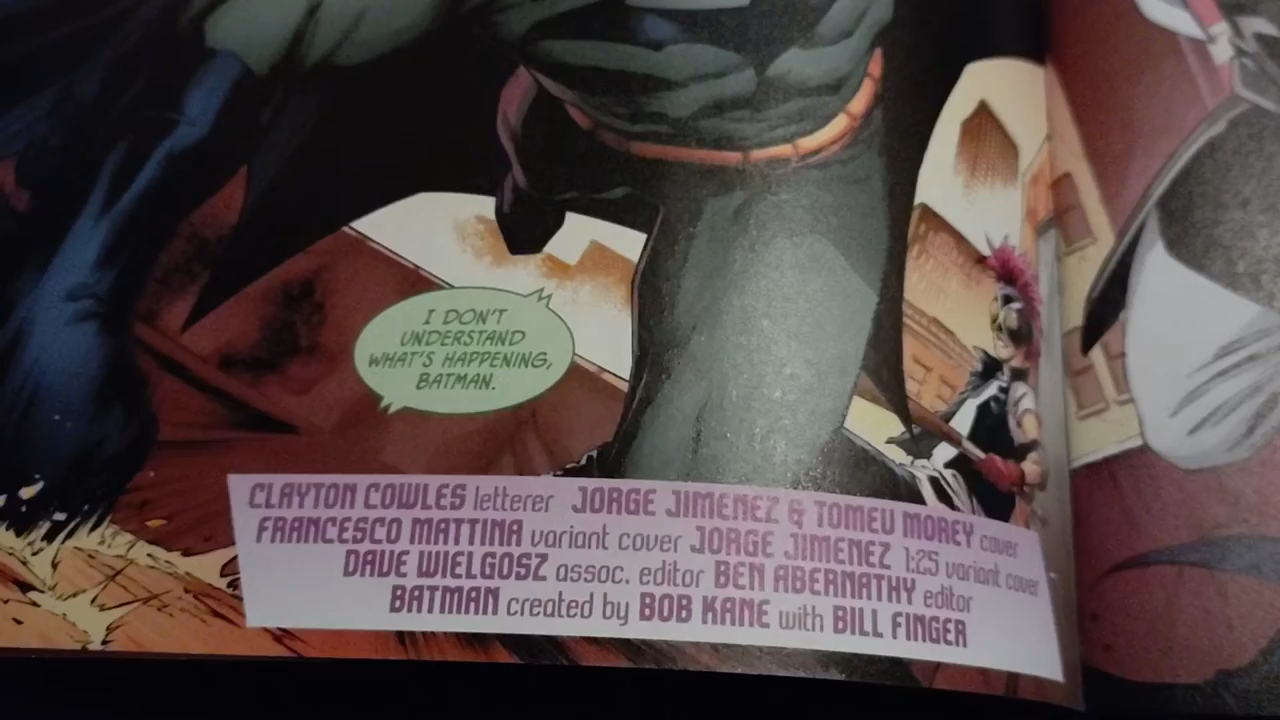 I DON'T
UNDERSTAND
WHAT'S HAPPENING,
BATMAN.
CLAYTON COWLES letterer JORGE JIMENEZ & TOMEU MOREY cover
FRANCESCO MATTINA variant cover JORGE JIMENEZ 1:25 variant cover
DAVE WIELGOSZ assoc. editor BEN ABERNATHY editor
BATMAN created by BOB KANE with BILL FINGER